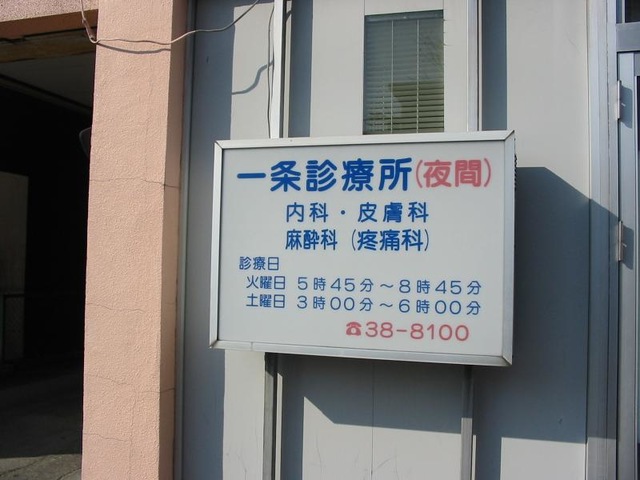 一条診療所(夜間)
内科・皮膚科
麻酔科(疼痛科)
診療日
火曜日 5時45分～8時45分
土曜日 3時00分～6時00分
☎38-8100